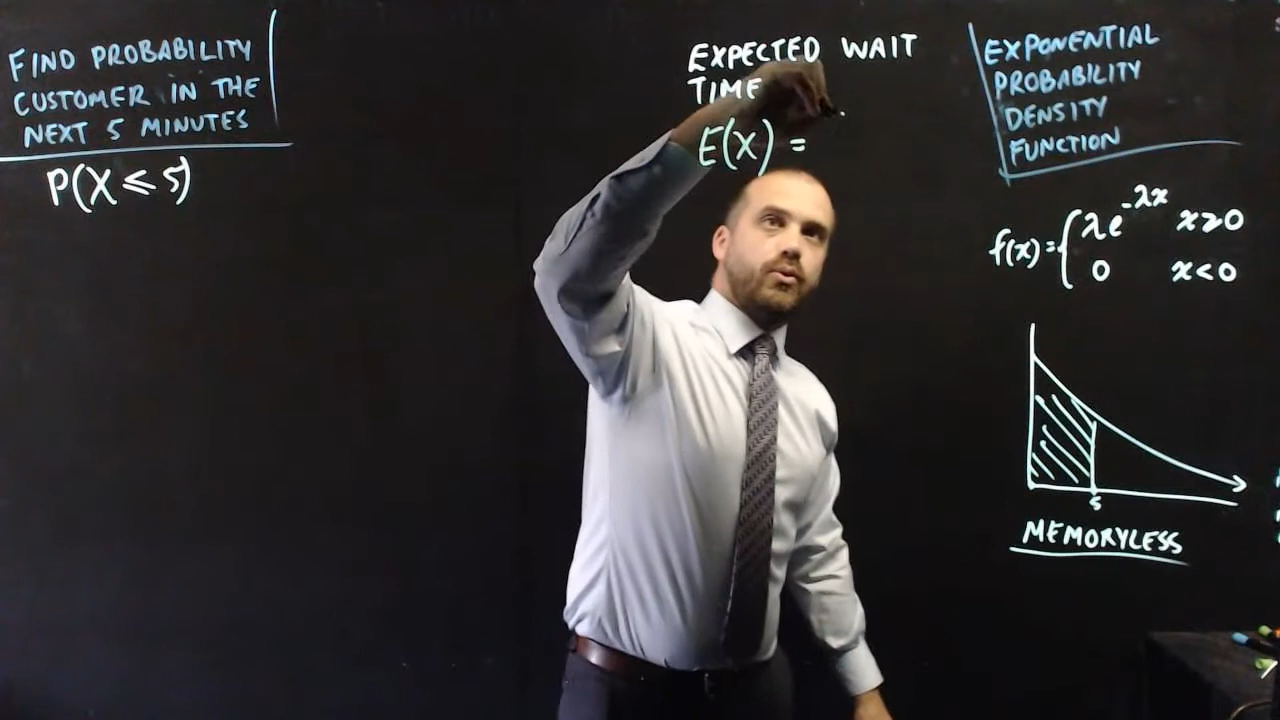 FIND PROBABILITY
CUSTOMER IN THE
NEXT 5 MINUTES
P(X ≤ 5)
EXPECTED WAIT
TIME
E(X) =
EXPONENTIAL
PROBABILITY
DENSITY
FUNCTION
f(x) = { λe^-λx x≥0
0 x<0
5
MEMORYLESS